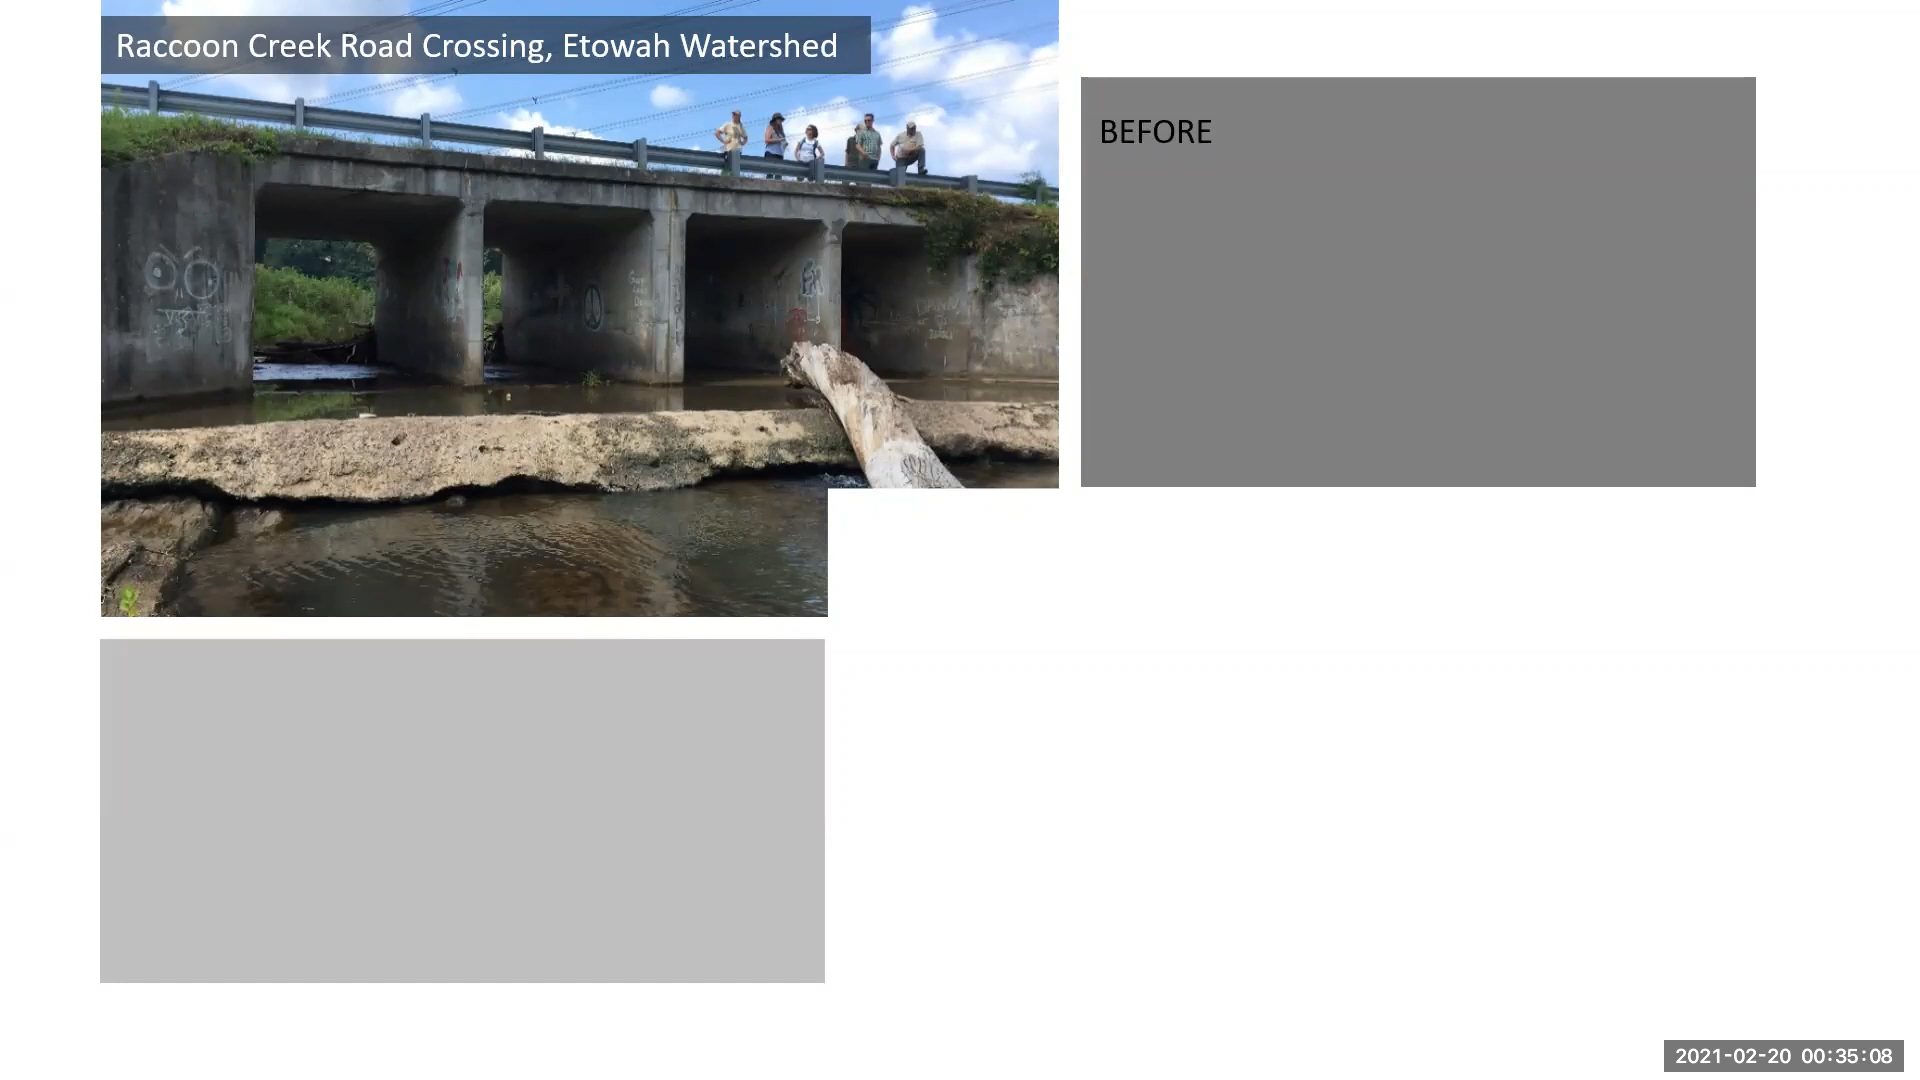 Raccoon Creek Road Crossing, Etowah Watershed
BEFORE
2021-02-20 00:35:08